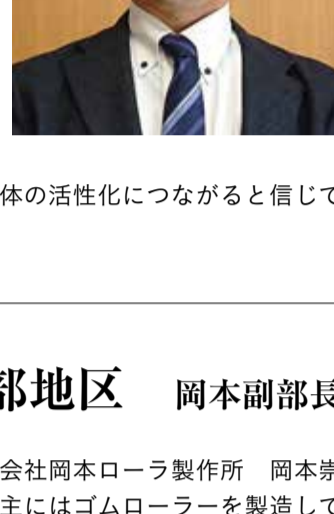 体の活性化につながると信じて
部地区 岡本副部長
会社岡本ローラ製作所 岡本崇
主にはゴムローラーを製造して